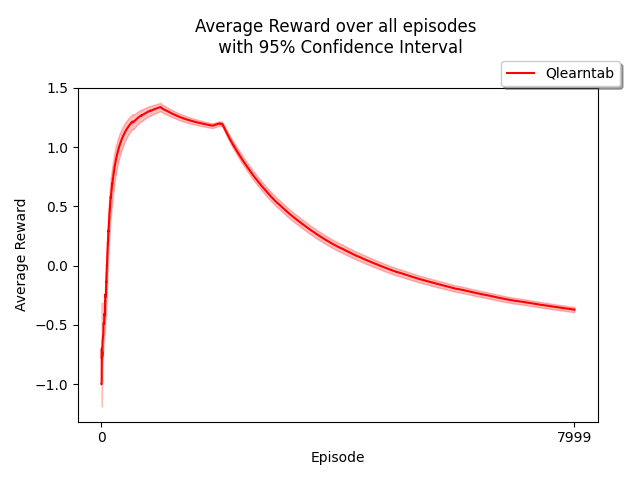 Average Reward over all episodes
with 95% Confidence Interval
Qlearntab
1.5
1.0
0.5
0.0
−0.5
−1.0
Average Reward
0
7999
Episode